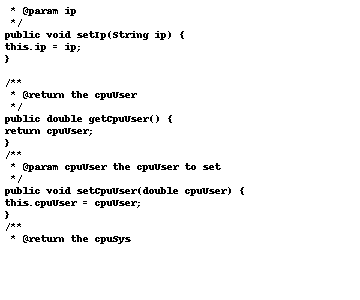 * @param ip
 */
public void setIp(String ip) {
this.ip = ip;
}

/**
 * @return the cpuUser
 */
public double getCpuUser() {
return cpuUser;
}
/**
 * @param cpuUser the cpuUser to set
 */
public void setCpuUser(double cpuUser) {
this.cpuUser = cpuUser;
}
/**
 * @return the cpuSys